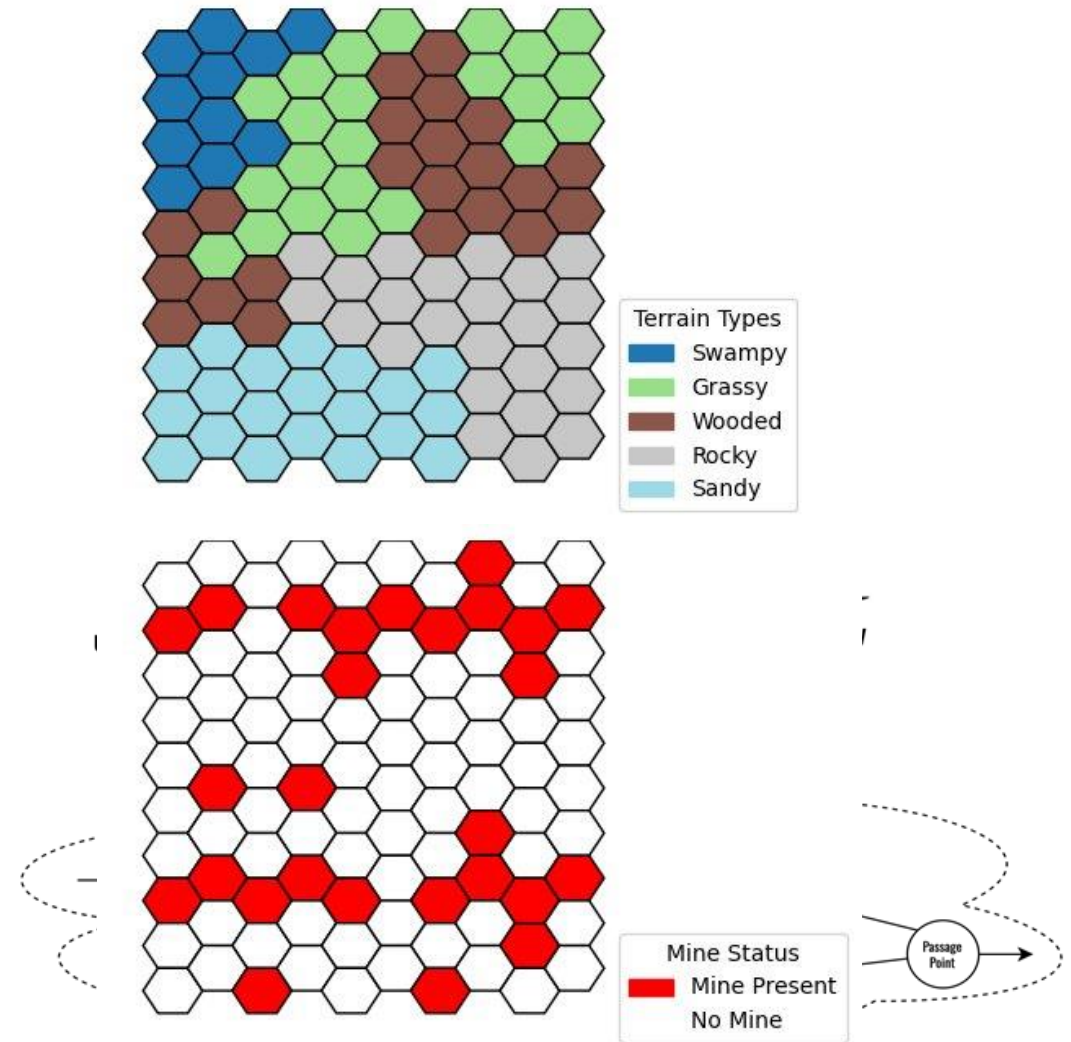 Terrain Types
Swampy
Grassy
Wooded
Rocky
Sandy
Mine Status
Mine Present
No Mine
Passage
Point